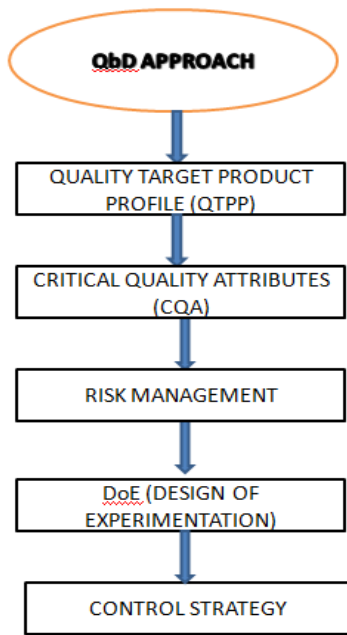 QbD APPROACH
QUALITY TARGET PRODUCT
PROFILE (QTPP)
CRITICAL QUALITY ATTRIBUTES
(CQA)
RISK MANAGEMENT
DoE (DESIGN OF
EXPERIMENTATION)
CONTROL STRATEGY